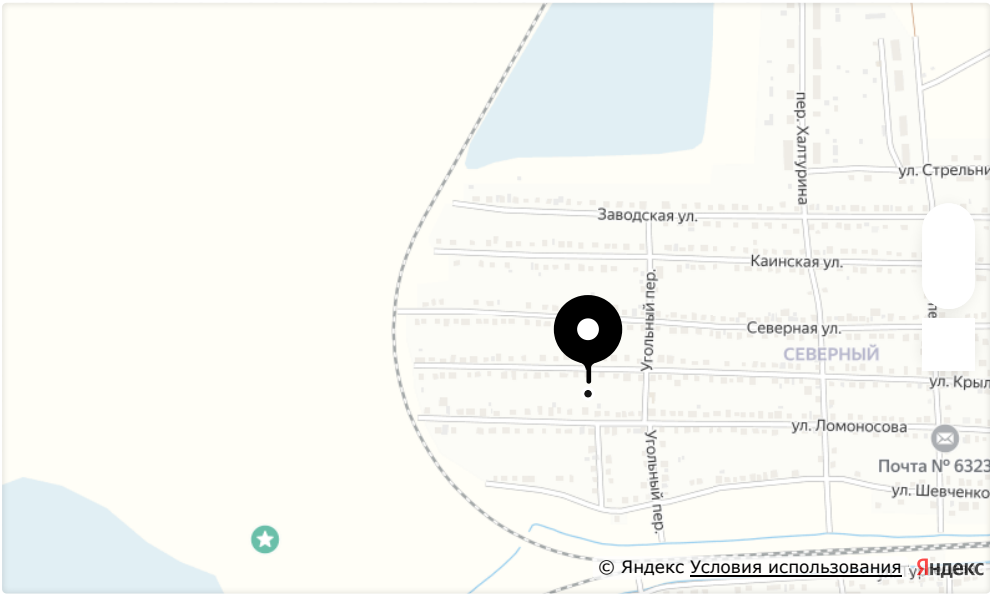 пер. Халтурина
ул. Стрельни
Заводская ул.
Каинская ул.
Угольный пер.
Северная ул.
СЕВЕРНЫЙ
ул. Крыл
ул. Ломоносова
Угольный пер.
Почта № 6323
ул. Шевченко
© Яндекс Условия использования
Яндекс